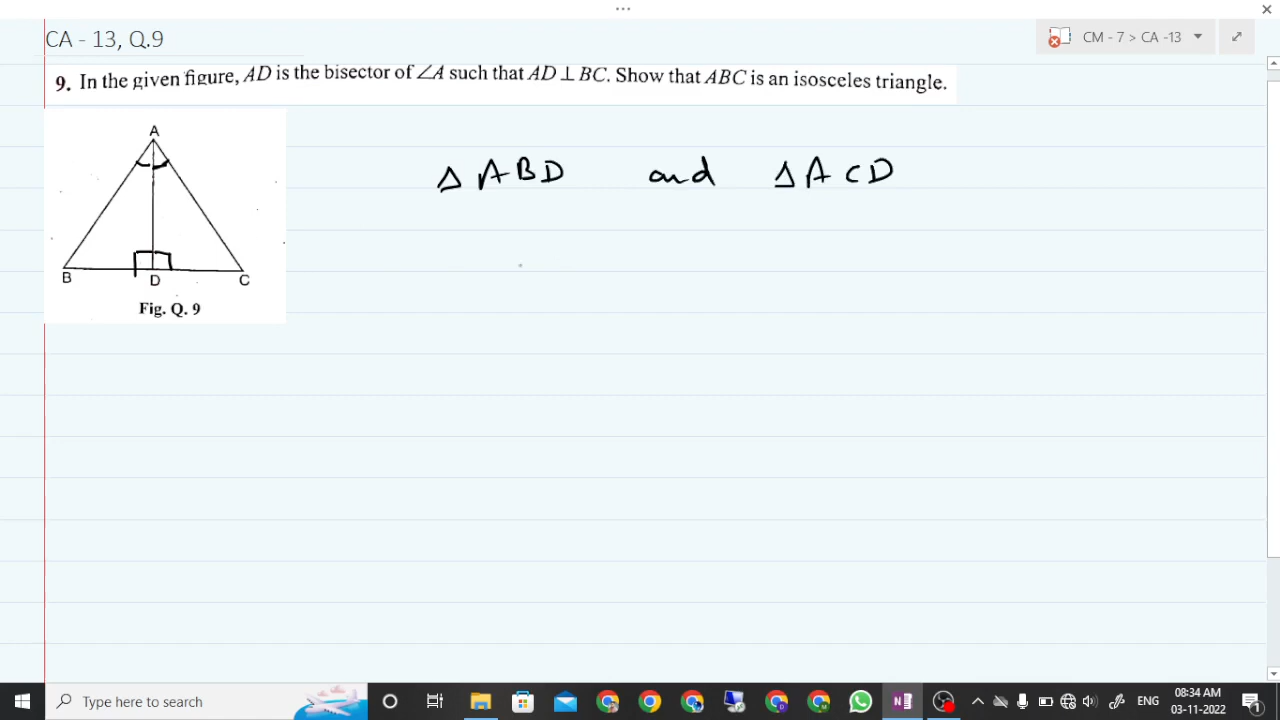 ...
CA - 13, Q.9
CM - 7 > CA -13
9. In the given figure, AD is the bisector of ∠A such that AD ⊥ BC. Show that ABC is an isosceles triangle.
A
B
D
C
Fig. Q. 9
Δ ABD and Δ ACD
Type here to search
ENG
08:34 AM
03-11-2022
1